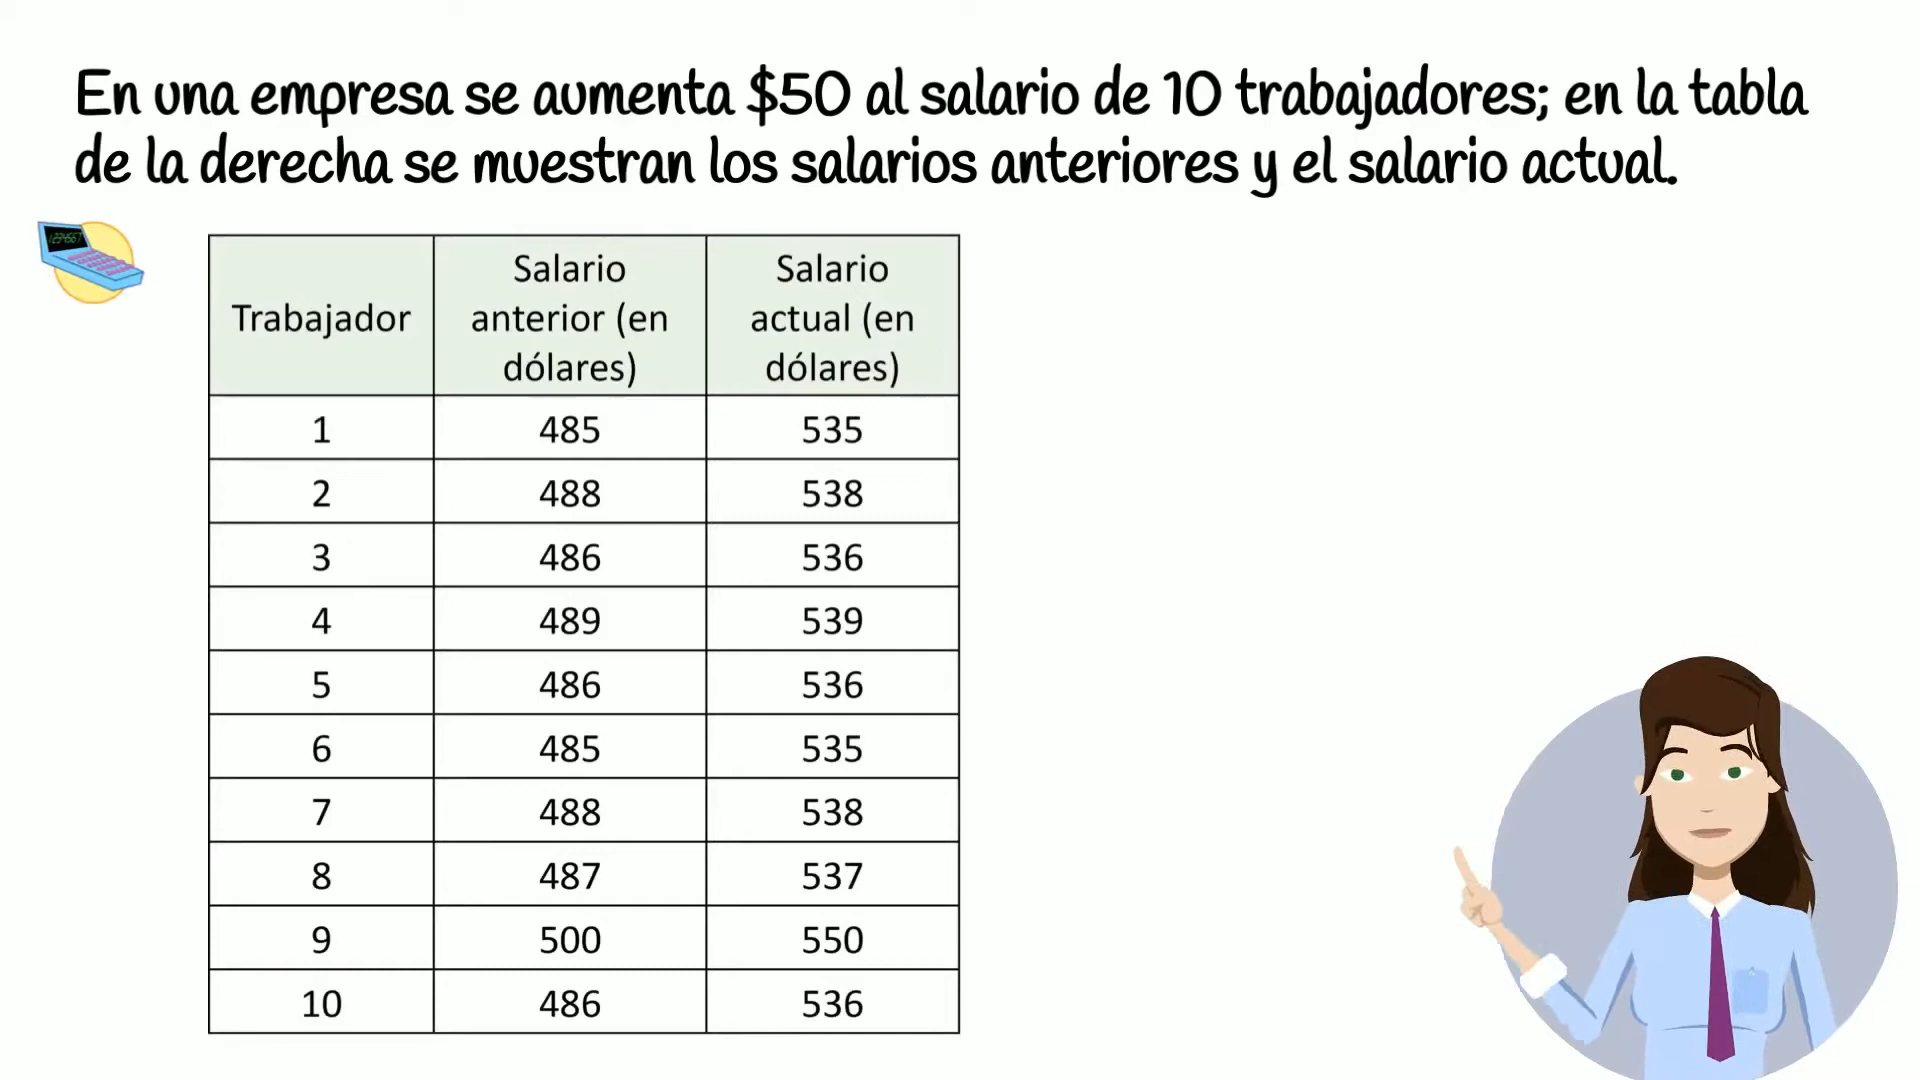 En una empresa se aumenta $50 al salario de 10 trabajadores; en la tabla
de la derecha se muestran los salarios anteriores y el salario actual.
1234567
Trabajador | Salario anterior (en dólares) | Salario actual (en dólares)
1 485 535
2 488 538
3 486 536
4 489 539
5 486 536
6 485 535
7 488 538
8 487 537
9 500 550
10 486 536